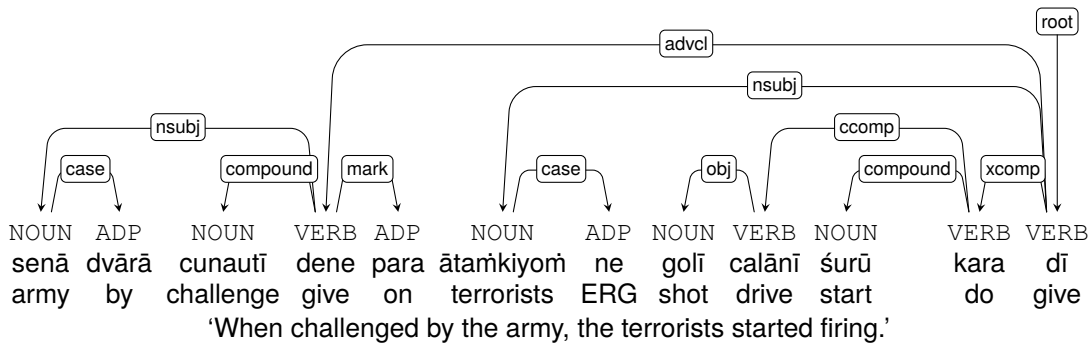 root
advcl
nsubj
nsubj ccomp
case compound mark case obj compound xcomp
NOUN ADP NOUN VERB ADP NOUN ADP NOUN VERB NOUN VERB VERB
senā dvārā cunautī dene para ātaṁkiyoṁ ne golī calānī śurū kara dī
army by challenge give on terrorists ERG shot drive start do give
‘When challenged by the army, the terrorists started firing.’